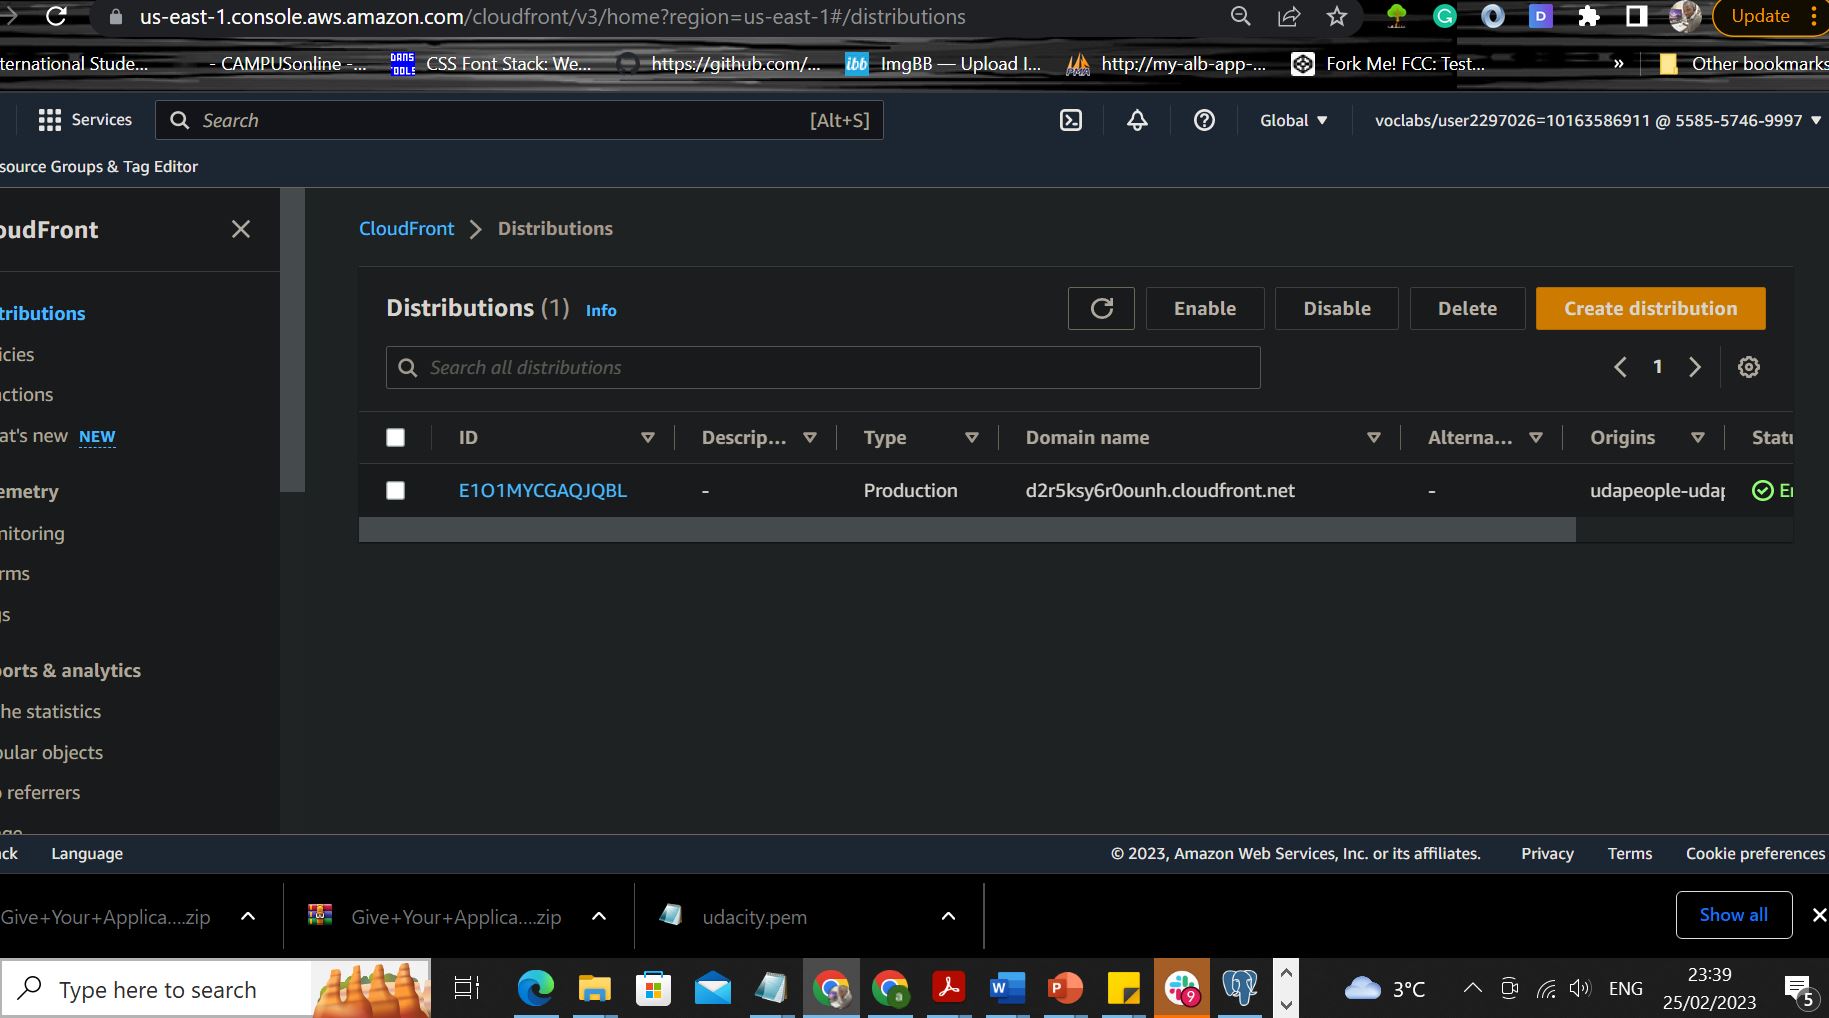 us-east-1.console.aws.amazon.com/cloudfront/v3/home?region=us-east-1#/distributions
Update
ternational Stude...
- CAMPUSonline -...
CSS Font Stack: We...
https://github.com/...
ibb
ImgBB — Upload I...
http://my-alb-app-...
Fork Me! FCC: Test...
»
Other bookmarks
Services
Search
[Alt+S]
Global
voclabs/user2297026=10163586911 @ 5585-5746-9997
source Groups & Tag Editor
oudFront
CloudFront
Distributions
tributions
icies
ctions
at's new NEW
emetry
nitoring
rms
s
orts & analytics
he statistics
ular objects
referrers
Distributions (1) Info
Enable
Disable
Delete
Create distribution
Search all distributions
1
ID
Descrip...
Type
Domain name
Alterna...
Origins
Statu
E1O1MYCGAQJQBL
-
Production
d2r5ksy6r0ounh.cloudfront.net
-
udapeople-udap
ck
Language
© 2023, Amazon Web Services, Inc. or its affiliates.
Privacy
Terms
Cookie preferences
Give+Your+Applica....zip
Give+Your+Applica....zip
udacity.pem
Show all
Type here to search
3°C
ENG
23:39
25/02/2023
5